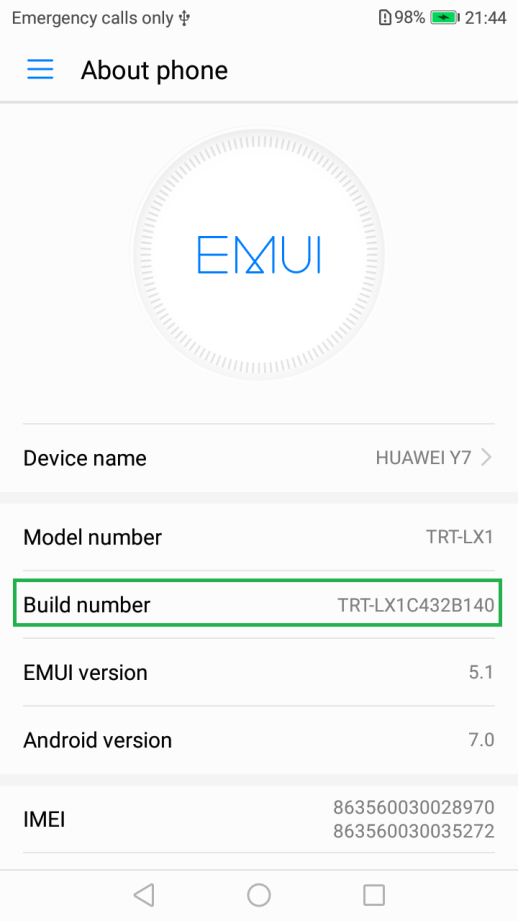 Emergency calls only 98% 21:44
About phone
EMUI
Device name HUAWEI Y7
Model number TRT-LX1
Build number TRT-LX1C432B140
EMUI version 5.1
Android version 7.0
IMEI 863560030028970
863560030035272